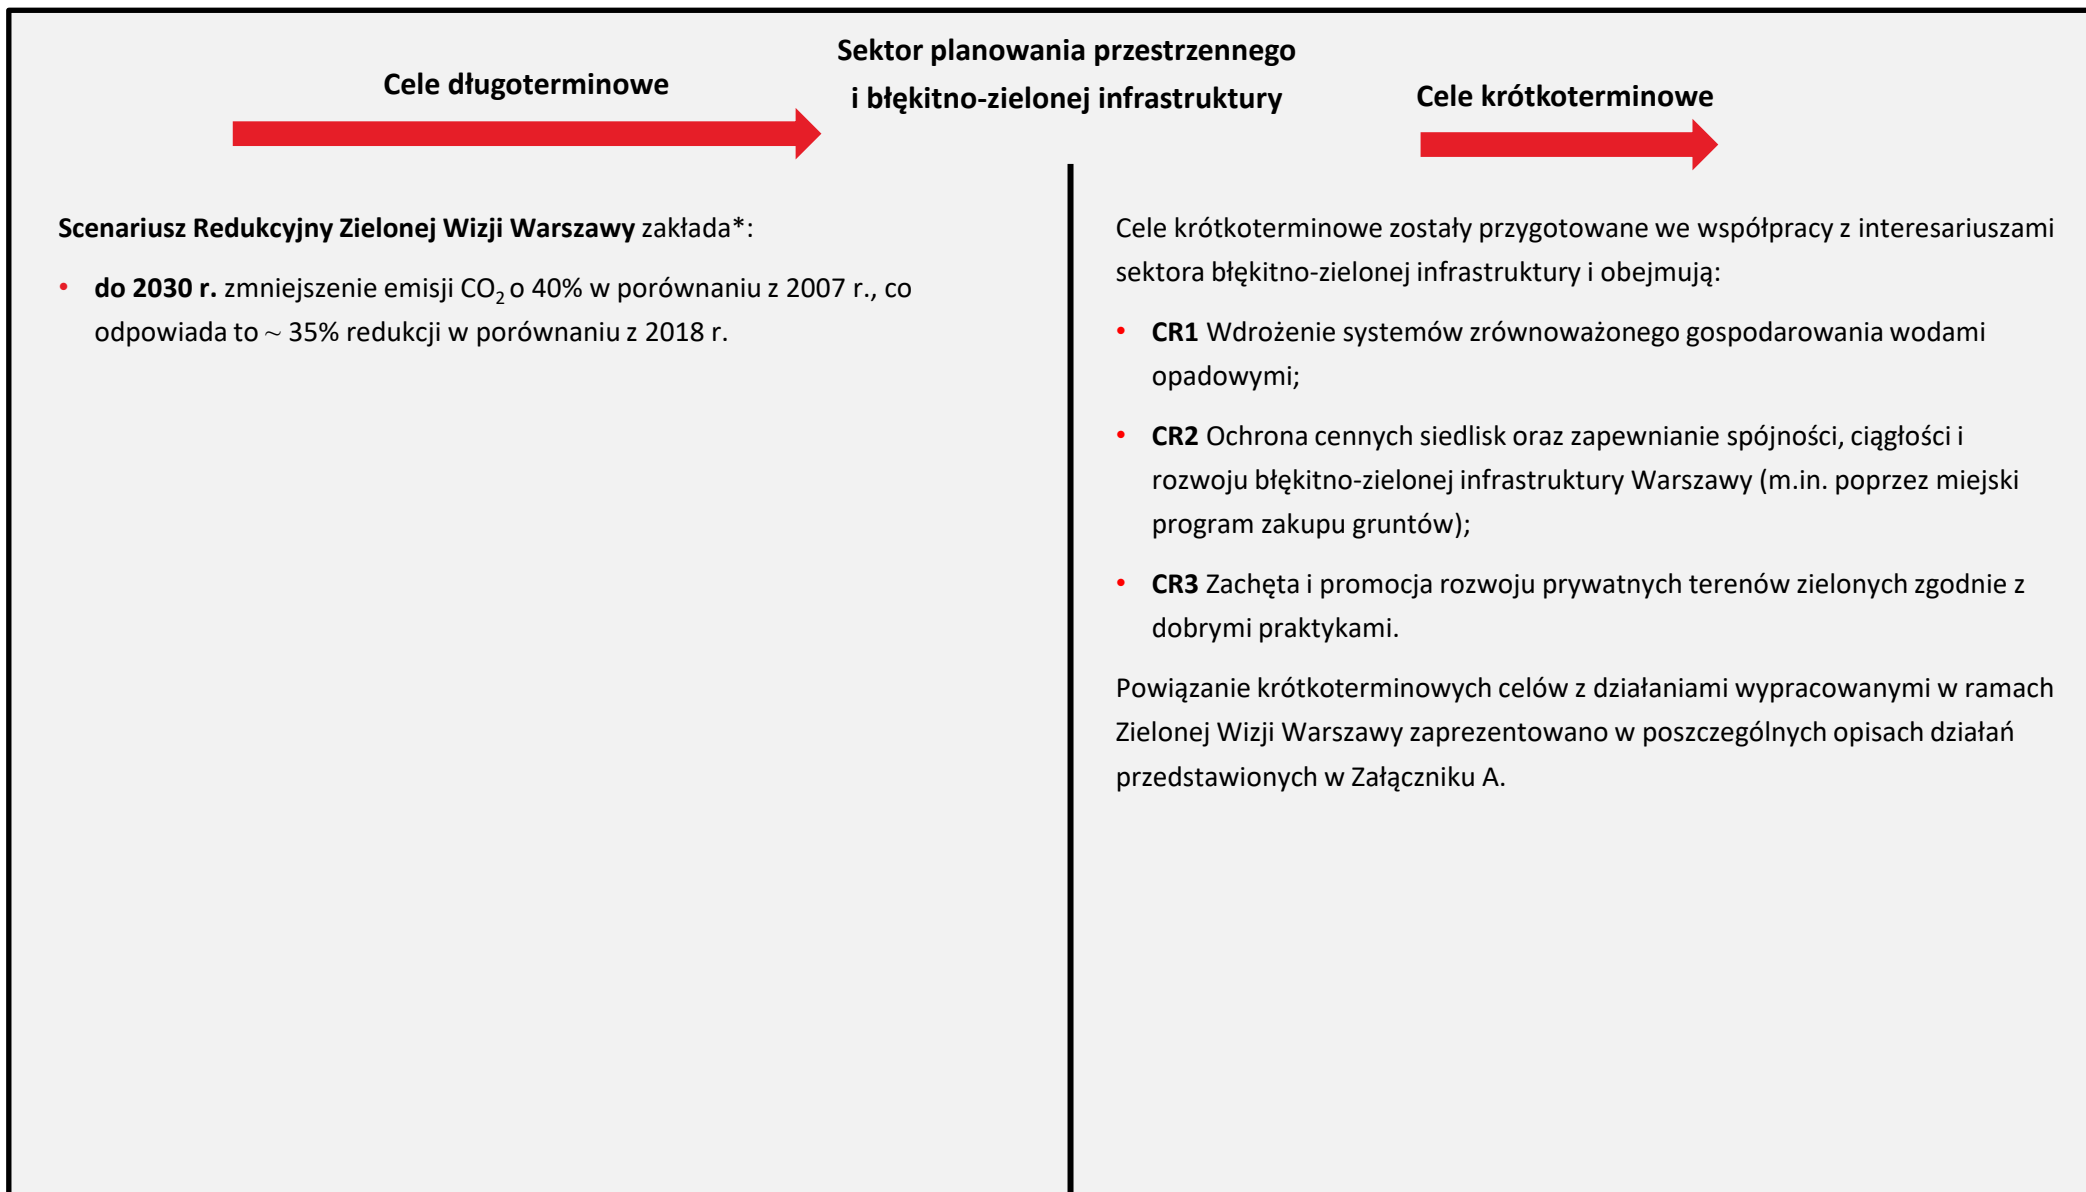 Sektor planowania przestrzennego
i błękitno-zielonej infrastruktury
Cele długoterminowe
Scenariusz Redukcyjny Zielonej Wizji Warszawy zakłada*:
• do 2030 r. zmniejszenie emisji CO₂ o 40% w porównaniu z 2007 r., co
odpowiada to ~ 35% redukcji w porównaniu z 2018 r.
Cele krótkoterminowe
Cele krótkoterminowe zostały przygotowane we współpracy z interesariuszami
sektora błękitno-zielonej infrastruktury i obejmują:
• CR1 Wdrożenie systemów zrównoważonego gospodarowania wodami
opadowymi;
• CR2 Ochrona cennych siedlisk oraz zapewnianie spójności, ciągłości i
rozwoju błękitno-zielonej infrastruktury Warszawy (m.in. poprzez miejski
program zakupu gruntów);
• CR3 Zachęta i promocja rozwoju prywatnych terenów zielonych zgodnie z
dobrymi praktykami.
Powiązanie krótkoterminowych celów z działaniami wypracowanymi w ramach
Zielonej Wizji Warszawy zaprezentowano w poszczególnych opisach działań
przedstawionych w Załączniku A.